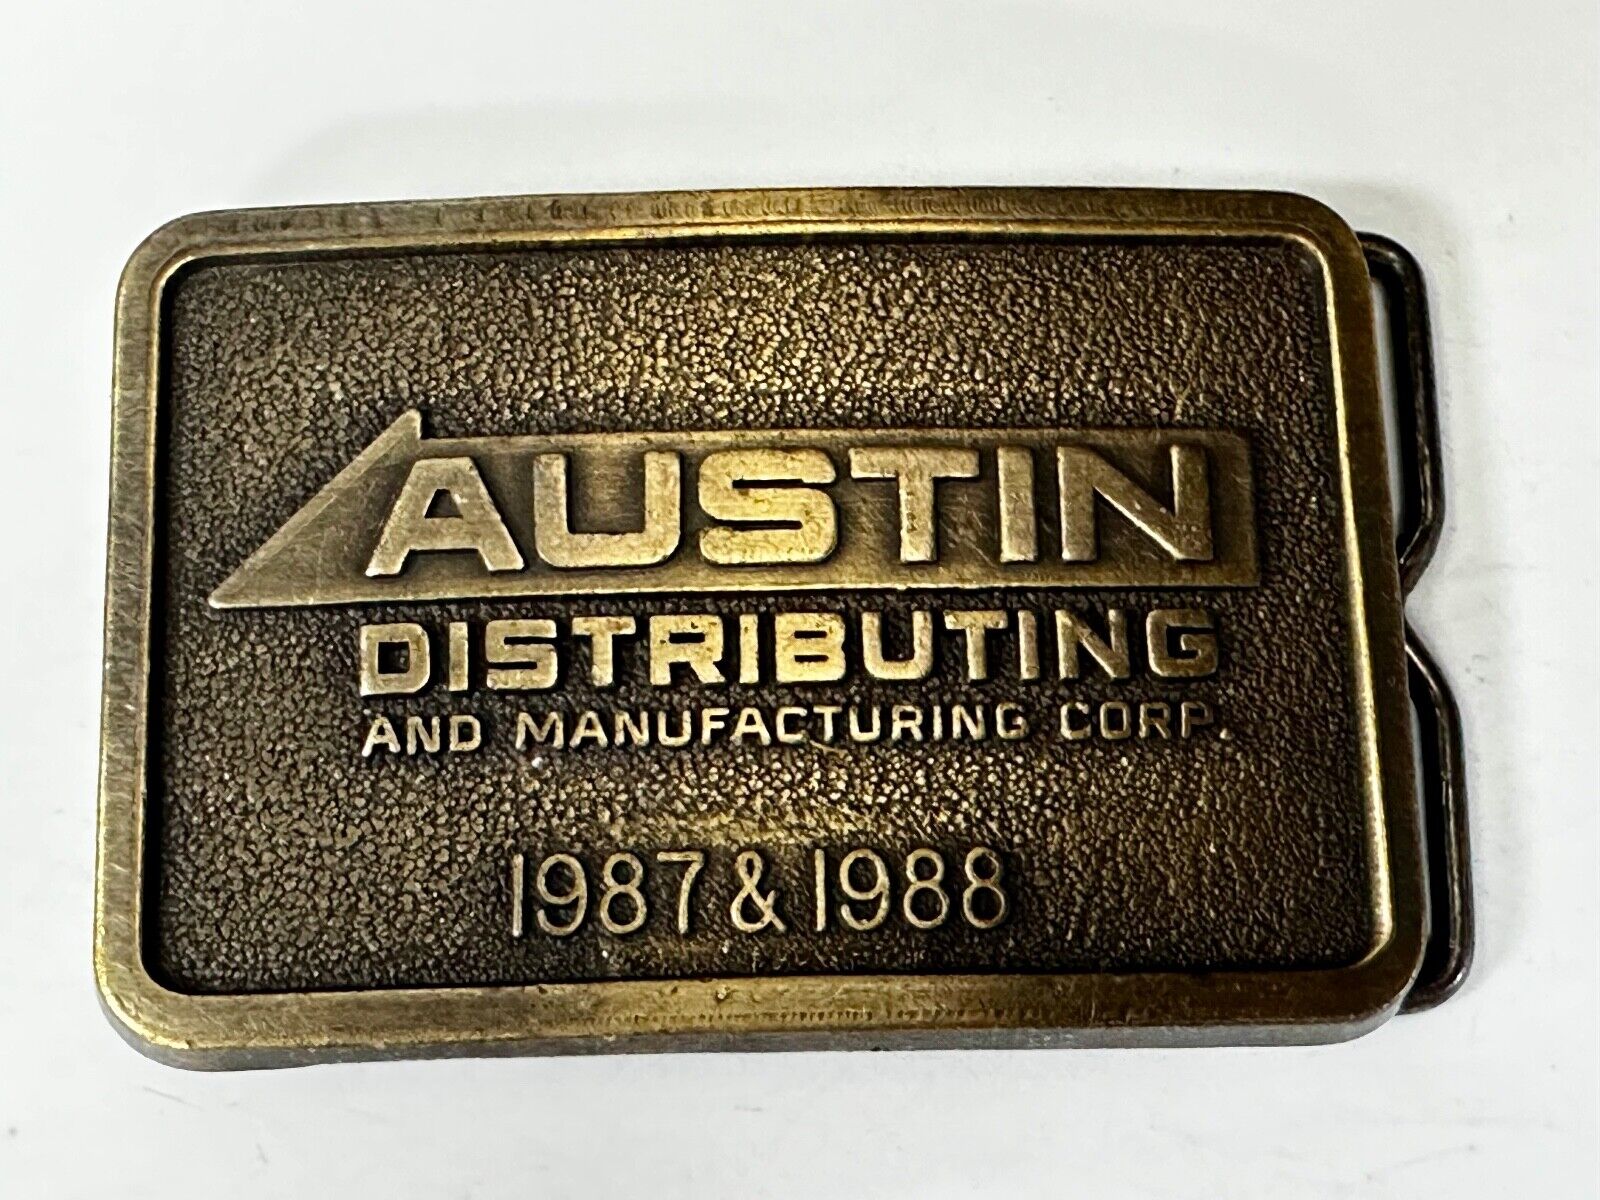 AUSTIN
DISTRIBUTING
AND MANUFACTURING CORP.
1987 & 1988